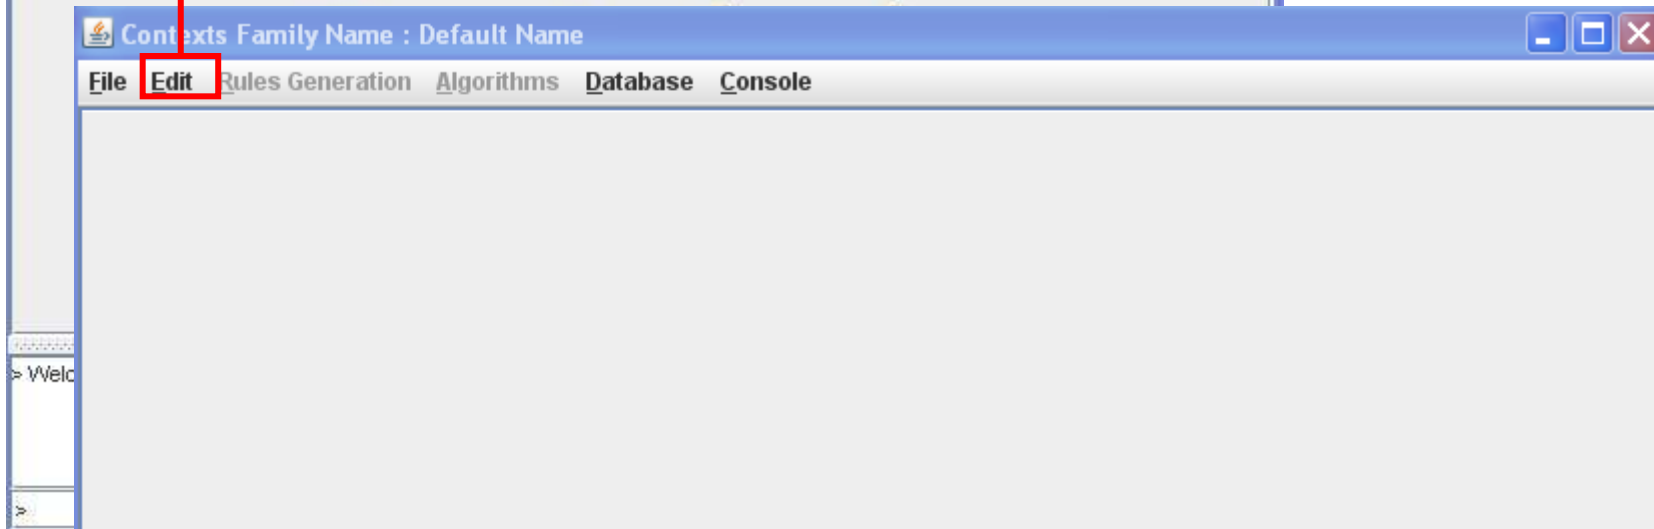 Contexts Family Name : Default Name
File Edit Rules Generation Algorithms Database Console
> Welc
>